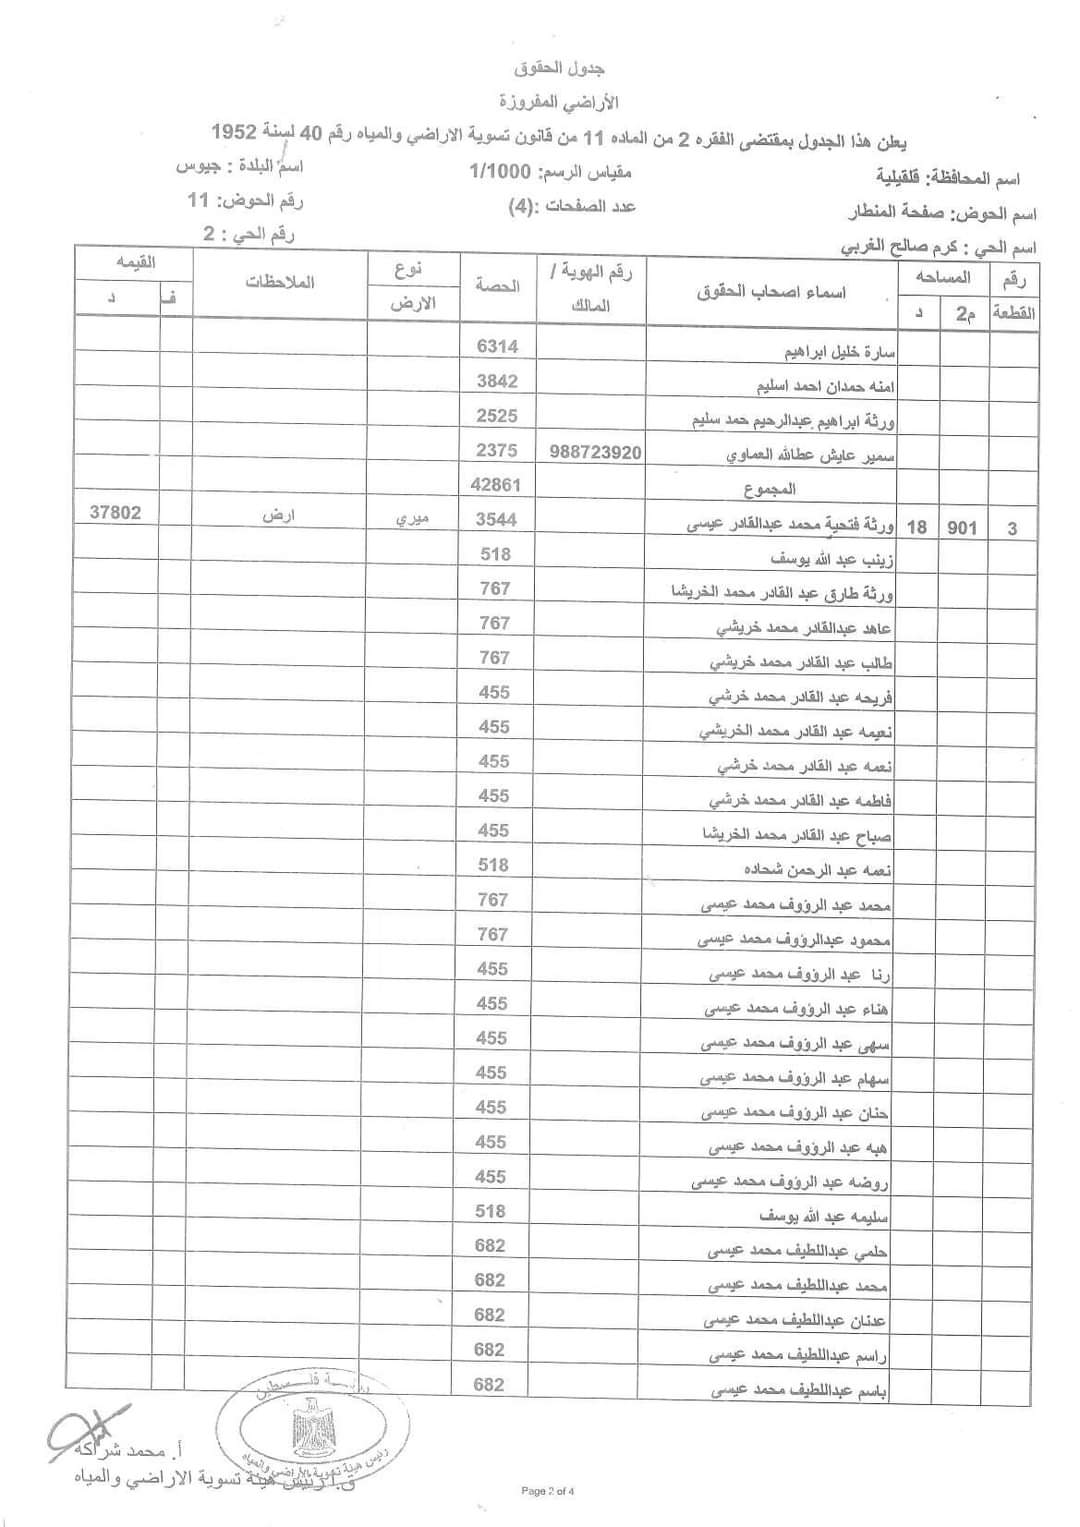 جدول الحقوق
الأراضي المفروزة
يعلن هذا الجدول بمقتضى الفقره 2 من الماده 11 من قانون تسوية الاراضي والمياه رقم 40 لسنة 1952
اسم المحافظة: قلقيلية مقياس الرسم: 1/1000 اسم البلدة : جيوس
اسم الحوض: صفحة المنطار عدد الصفحات :(4) رقم الحوض: 11
اسم الحي : كرم صالح الغربي رقم الحي : 2
رقم القطعة المساحه م2 د اسماء اصحاب الحقوق رقم الهوية / المالك الحصة نوع الارض الملاحظات القيمه ف د
سارة خليل ابراهيم 6314
امنه حمدان احمد اسليم 3842
ورثة ابراهيم عبدالرحيم حمد سليم 2525
سمير عايش عطالله العماوي 988723920 2375
المجموع 42861
3 901 18 ورثة فتحية محمد عبدالقادر عيسى 3544 ميري ارض 37802
زينب عبد الله يوسف 518
ورثة طارق عبد القادر محمد الخريشا 767
عاهد عبدالقادر محمد خريشي 767
طالب عبد القادر محمد خريشي 767
فريحه عبد القادر محمد خرشي 455
نعيمه عبد القادر محمد الخريشي 455
نعمه عبد القادر محمد خرشي 455
فاطمه عبد القادر محمد خرشي 455
صباح عبد القادر محمد الخريشا 455
نعمه عبد الرحمن شحاده 518
محمد عبد الرؤوف محمد عيسى 767
محمود عبدالرؤوف محمد عيسى 767
رنا عبد الرؤوف محمد عيسى 455
هناء عبد الرؤوف محمد عيسى 455
سهى عبد الرؤوف محمد عيسى 455
سهام عبد الرؤوف محمد عيسى 455
حنان عبد الرؤوف محمد عيسى 455
هبه عبد الرؤوف محمد عيسى 455
روضه عبد الرؤوف محمد عيسى 455
سليمه عبد الله يوسف 518
حلمي عبداللطيف محمد عيسى 682
محمد عبداللطيف محمد عيسى 682
عدنان عبداللطيف محمد عيسى 682
راسم عبداللطيف محمد عيسى 682
باسم عبداللطيف محمد عيسى 682
فلسطين
رئيس هيئة تسوية الاراضي والمياه
أ. محمد شراكه
ق.أ رئيس هيئة تسوية الاراضي والمياه
Page 2 of 4